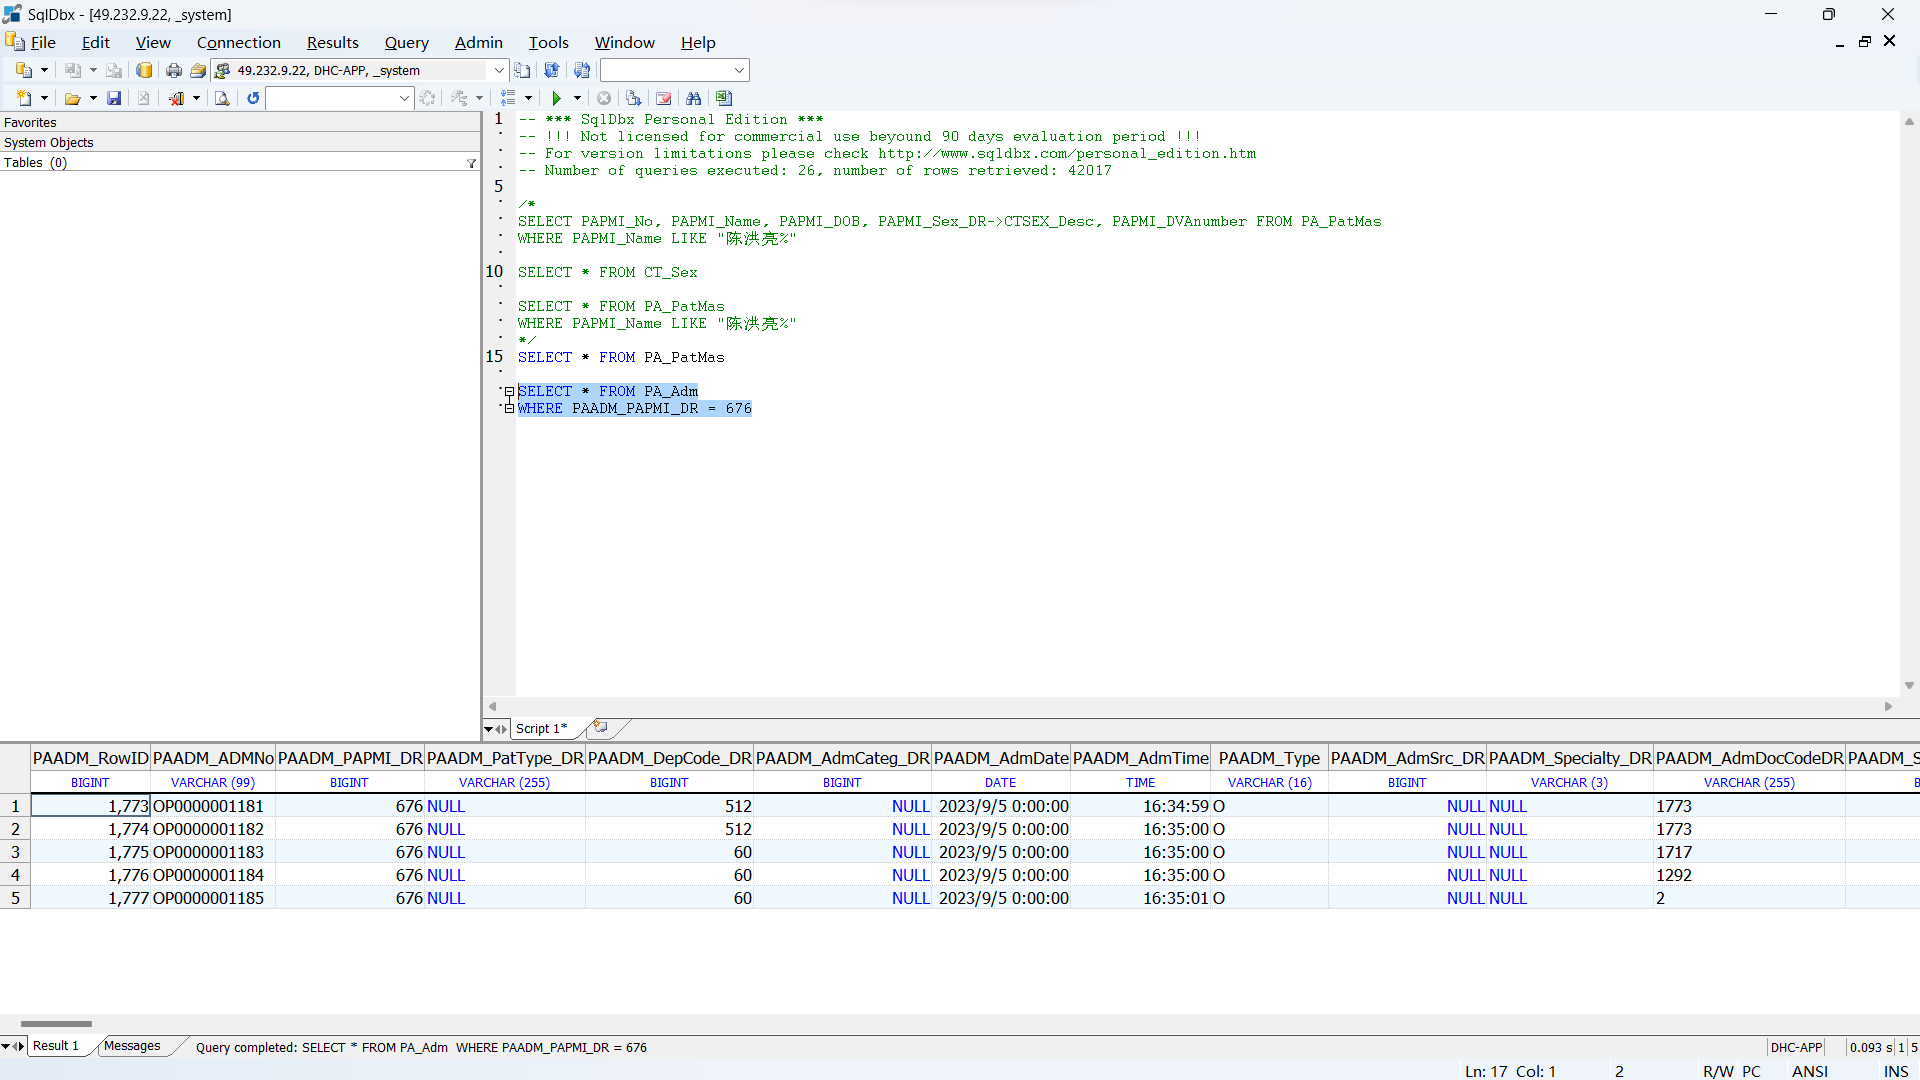 SqlDbx - [49.232.9.22, _system]
File Edit View Connection Results Query Admin Tools Window Help
49.232.9.22, DHC-APP, _system
Favorites
System Objects
Tables (0)
1 -- *** SqlDbx Personal Edition ***
-- !!! Not licensed for commercial use beyound 90 days evaluation period !!!
-- For version limitations please check http://www.sqldbx.com/personal_edition.htm
-- Number of queries executed: 26, number of rows retrieved: 42017
5
/*
SELECT PAPMI_No, PAPMI_Name, PAPMI_DOB, PAPMI_Sex_DR->CTSEX_Desc, PAPMI_DVAnumber FROM PA_PatMas
WHERE PAPMI_Name LIKE "陈洪亮%"
10 SELECT * FROM CT_Sex
SELECT * FROM PA_PatMas
WHERE PAPMI_Name LIKE "陈洪亮%"
*/
15 SELECT * FROM PA_PatMas
SELECT * FROM PA_Adm
WHERE PAADM_PAPMI_DR = 676
Script 1*
PAADM_RowID PAADM_ADMNo PAADM_PAPMI_DR PAADM_PatType_DR PAADM_DepCode_DR PAADM_AdmCateg_DR PAADM_AdmDate PAADM_AdmTime PAADM_Type PAADM_AdmSrc_DR PAADM_Specialty_DR PAADM_AdmDocCodeDR PAADM_S
BIGINT VARCHAR (99) BIGINT VARCHAR (255) BIGINT BIGINT DATE TIME VARCHAR (16) BIGINT VARCHAR (3) VARCHAR (255) B
1 1,773 OP0000001181 676 NULL 512 NULL 2023/9/5 0:00:00 16:34:59 O NULL NULL 1773
2 1,774 OP0000001182 676 NULL 512 NULL 2023/9/5 0:00:00 16:35:00 O NULL NULL 1773
3 1,775 OP0000001183 676 NULL 60 NULL 2023/9/5 0:00:00 16:35:00 O NULL NULL 1717
4 1,776 OP0000001184 676 NULL 60 NULL 2023/9/5 0:00:00 16:35:00 O NULL NULL 1292
5 1,777 OP0000001185 676 NULL 60 NULL 2023/9/5 0:00:00 16:35:01 O NULL NULL 2
Result 1 Messages Query completed: SELECT * FROM PA_Adm WHERE PAADM_PAPMI_DR = 676 DHC-APP 0.093 s 1 5
Ln: 17 Col: 1 2 R/W PC ANSI INS